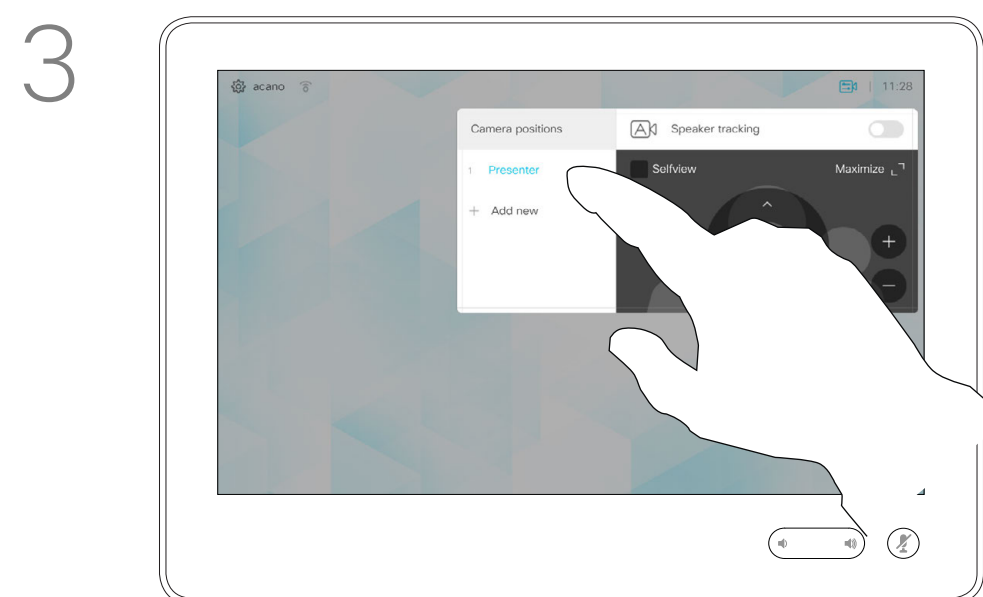 3
acano
11:28
Camera positions
A
Speaker tracking
1 Presenter
Selfview
Maximize
+ Add new
+
−